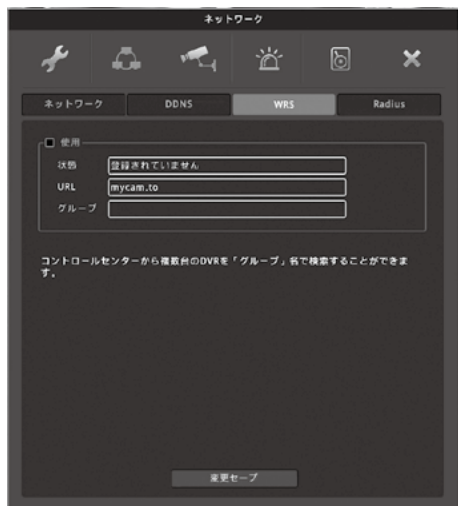 ネットワーク
ネットワーク DDNS WRS Radius
使用
状態 登録されていません
URL mycam.to
グループ
コントロールセンターから複数台のDVRを「グループ」名で検索することができま
す。
変更セーブ